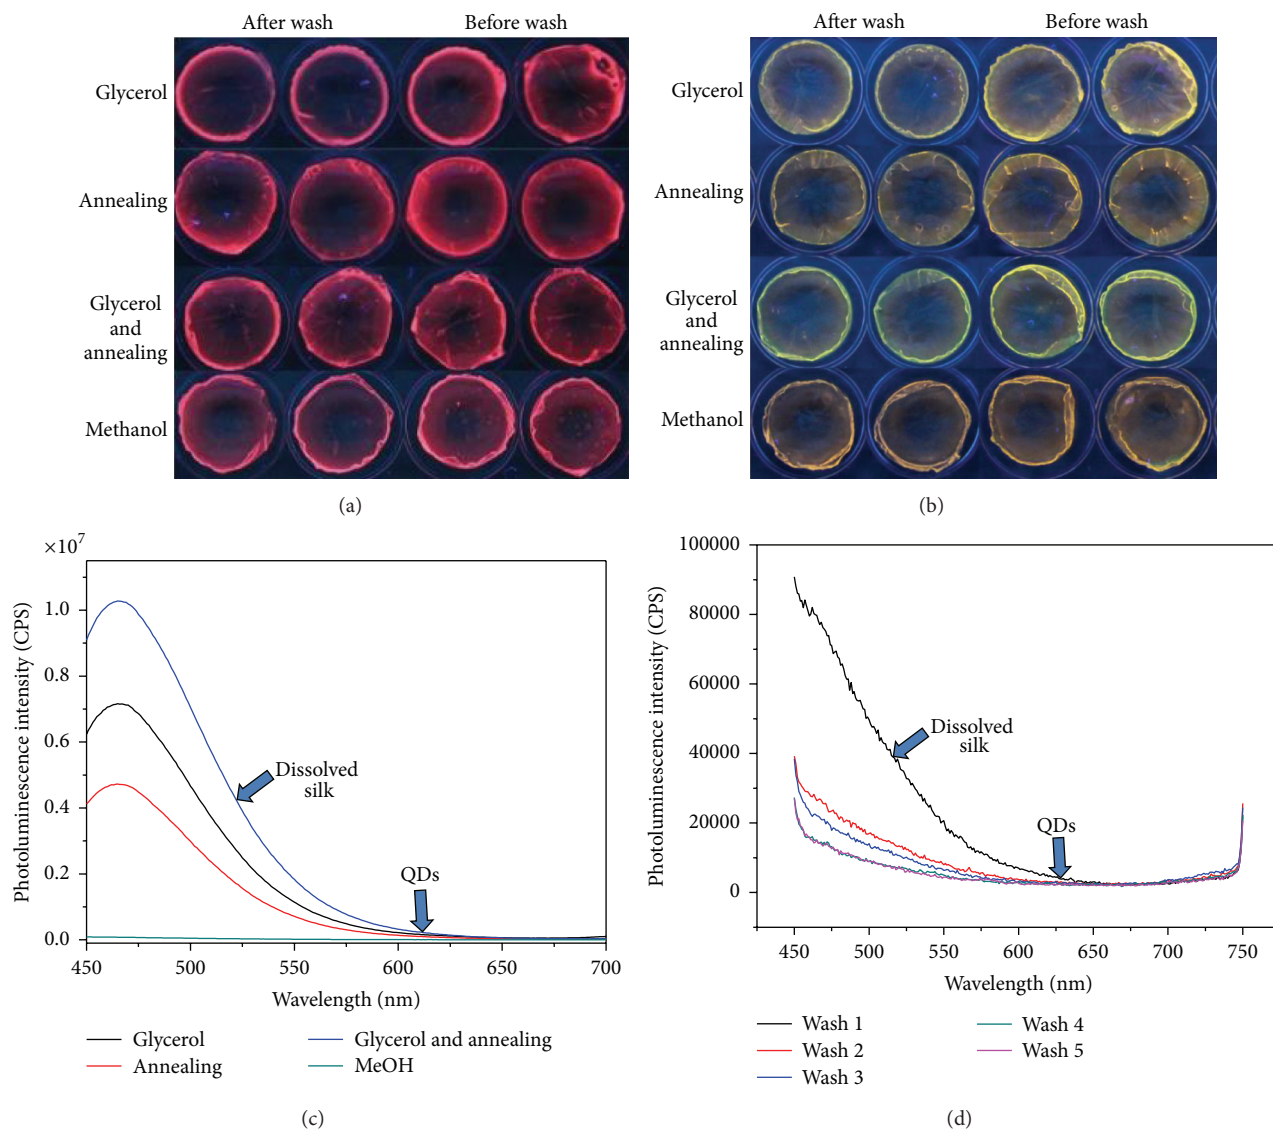 After wash
Before wash
Glycerol
Annealing
Glycerol
and
annealing
Methanol
(a)
After wash
Before wash
Glycerol
Annealing
Glycerol
and
annealing
Methanol
(b)
×10⁷
Photoluminescence intensity (CPS)
1.0
0.8
0.6
0.4
0.2
0.0
Dissolved
silk
QDs
450
500
550
600
650
700
Wavelength (nm)
Glycerol
Annealing
Glycerol and annealing
MeOH
(c)
Photoluminescence intensity (CPS)
100000
80000
60000
40000
20000
0
Dissolved
silk
QDs
450
500
550
600
650
700
750
Wavelength (nm)
Wash 1
Wash 2
Wash 3
Wash 4
Wash 5
(d)